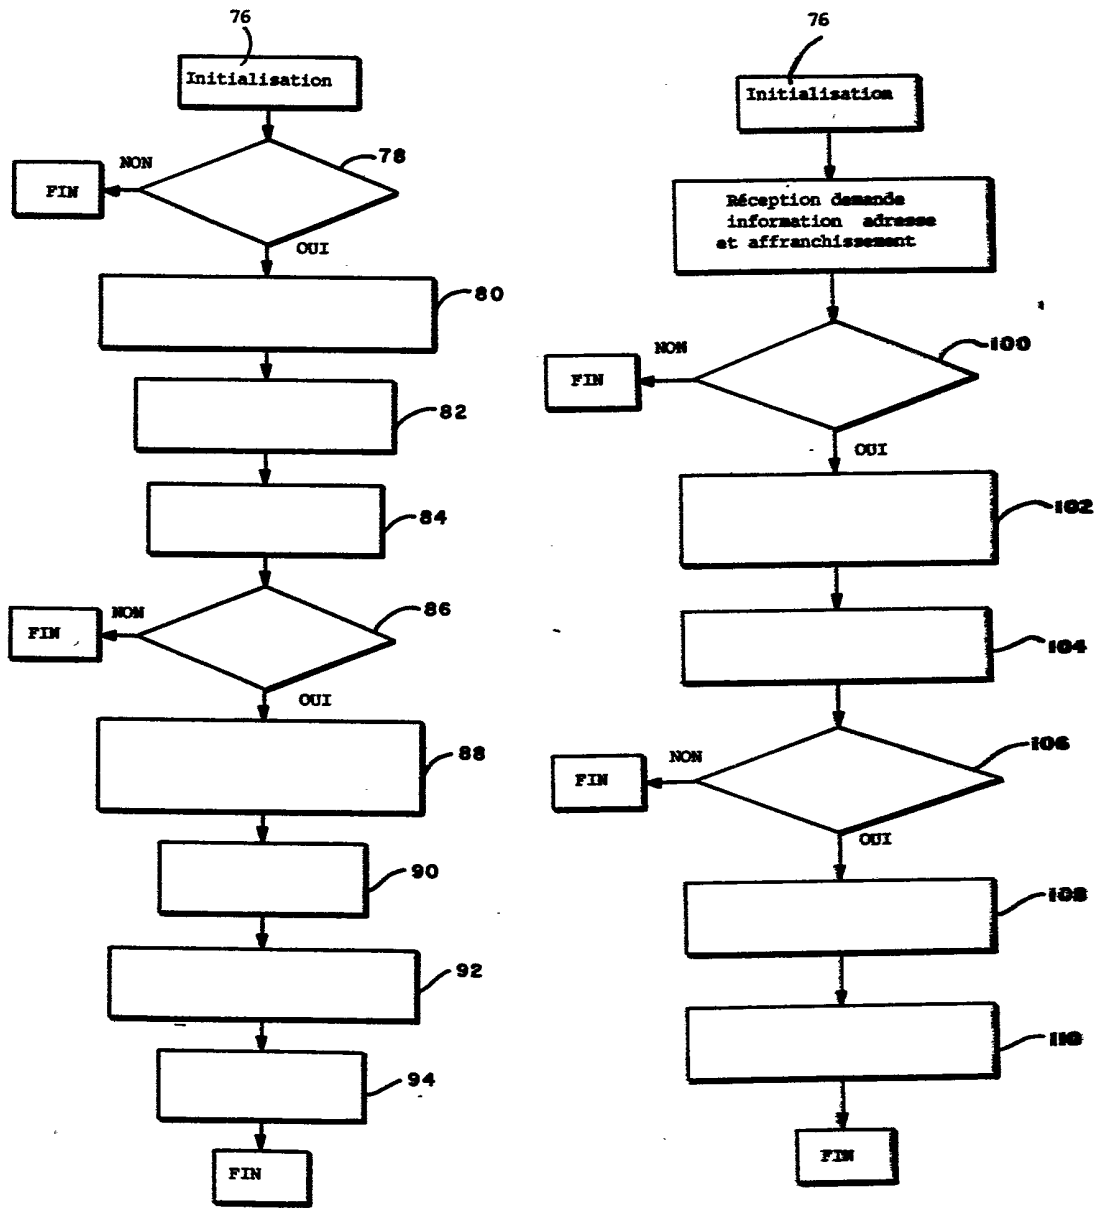 76
Initialisation
78
NON
FIN
OUI
80
82
84
86
NON
FIN
OUI
88
90
92
94
FIN
76
Initialisation
Réception demande
information adresse
et affranchissement
100
NON
FIN
OUI
102
104
106
NON
FIN
OUI
108
110
FIN